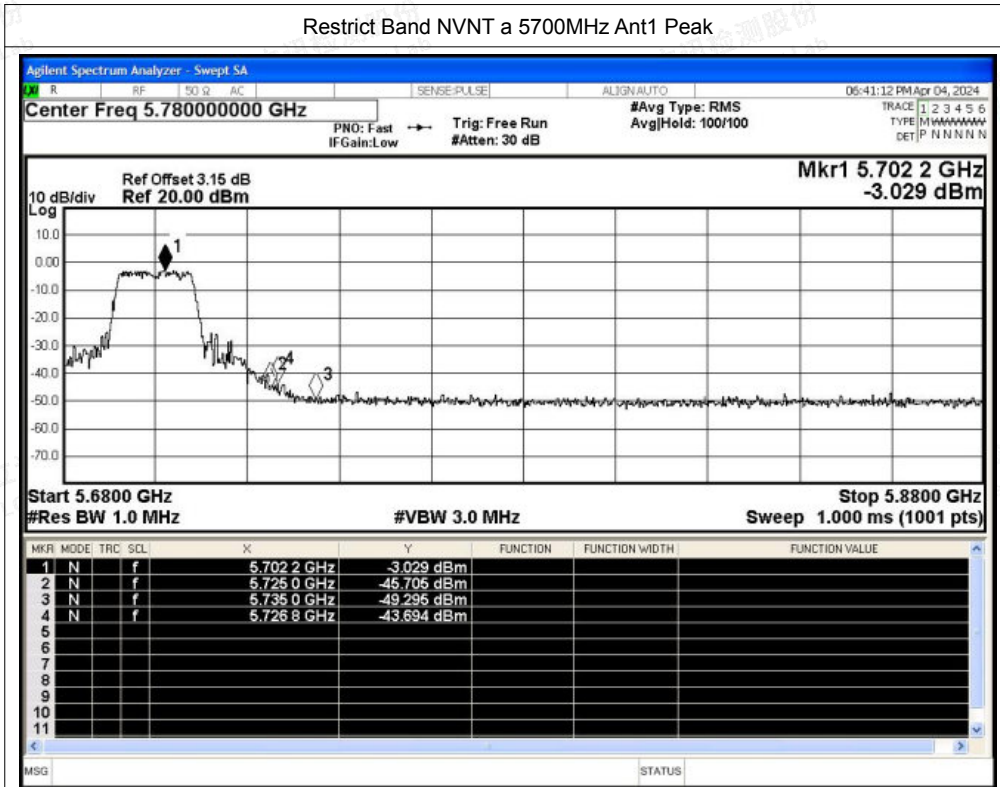 Restrict Band NVNT a 5700MHz Ant1 Peak
Agilent Spectrum Analyzer - Swept SA
R RF 50 Ω AC SENSE:PULSE ALIGN AUTO 06:41:12 PM Apr 04, 2024
Center Freq 5.780000000 GHz
PNO: Fast
IFGain:Low
Trig: Free Run
#Atten: 30 dB
#Avg Type: RMS
Avg|Hold: 100/100
TRACE 1 2 3 4 5 6
TYPE M W W W W W
DET P N N N N N
Mkr1 5.702 2 GHz
-3.029 dBm
Ref Offset 3.15 dB
10 dB/div Ref 20.00 dBm
Log
10.0
0.00
-10.0
-20.0
-30.0
-40.0
-50.0
-60.0
-70.0
1
2
4
3
Start 5.6800 GHz Stop 5.8800 GHz
#Res BW 1.0 MHz #VBW 3.0 MHz Sweep 1.000 ms (1001 pts)
MKR MODE TRC SCL X Y FUNCTION FUNCTION WIDTH FUNCTION VALUE
1 N f 5.702 2 GHz -3.029 dBm
2 N f 5.725 0 GHz -45.705 dBm
3 N f 5.735 0 GHz -49.295 dBm
4 N f 5.726 8 GHz -43.694 dBm
5
6
7
8
9
10
11
MSG STATUS